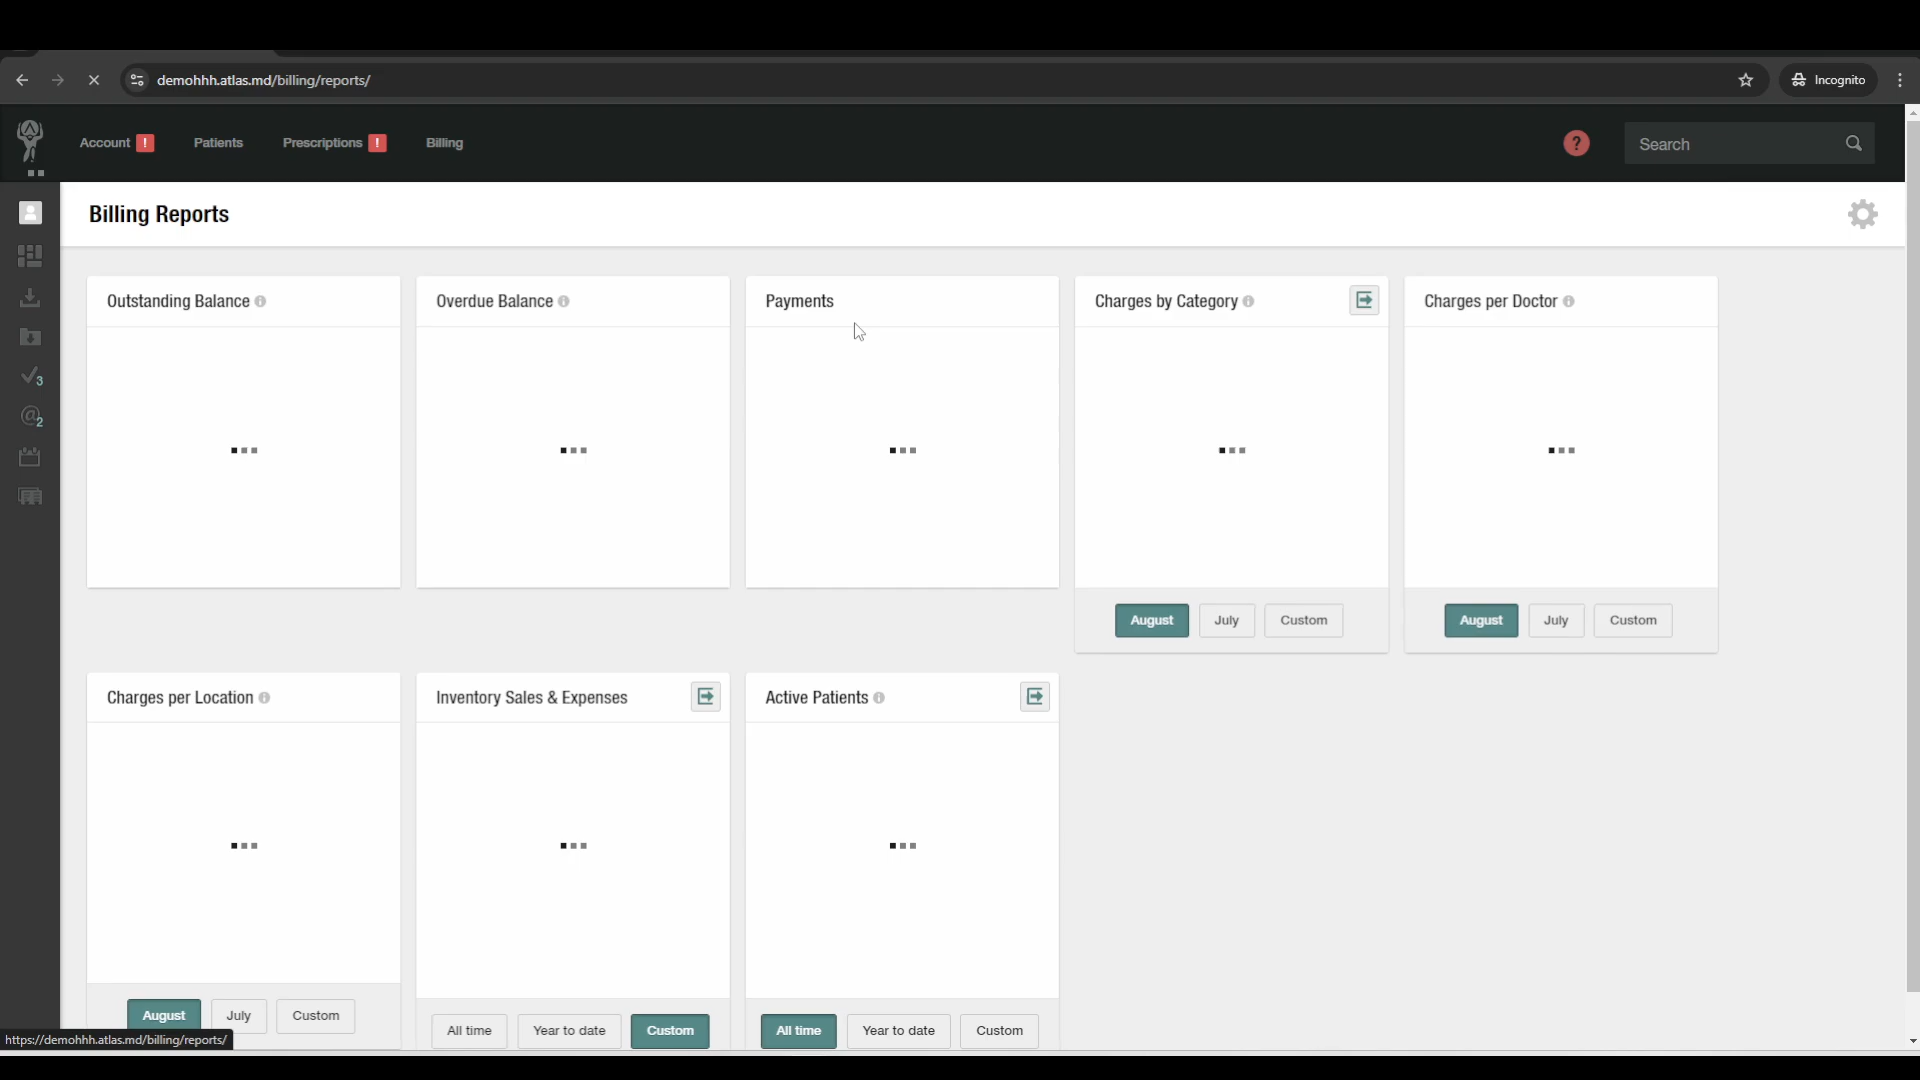 demohhh.atlas.md/billing/reports/
Incognito
Account !
Patients
Prescriptions !
Billing
?
Search
Billing Reports
Outstanding Balance
Overdue Balance
Payments
Charges by Category
Charges per Doctor
3
@2
August July Custom
August July Custom
Charges per Location
Inventory Sales & Expenses
Active Patients
August July Custom
All time Year to date Custom
All time Year to date Custom
https://demohhh.atlas.md/billing/reports/